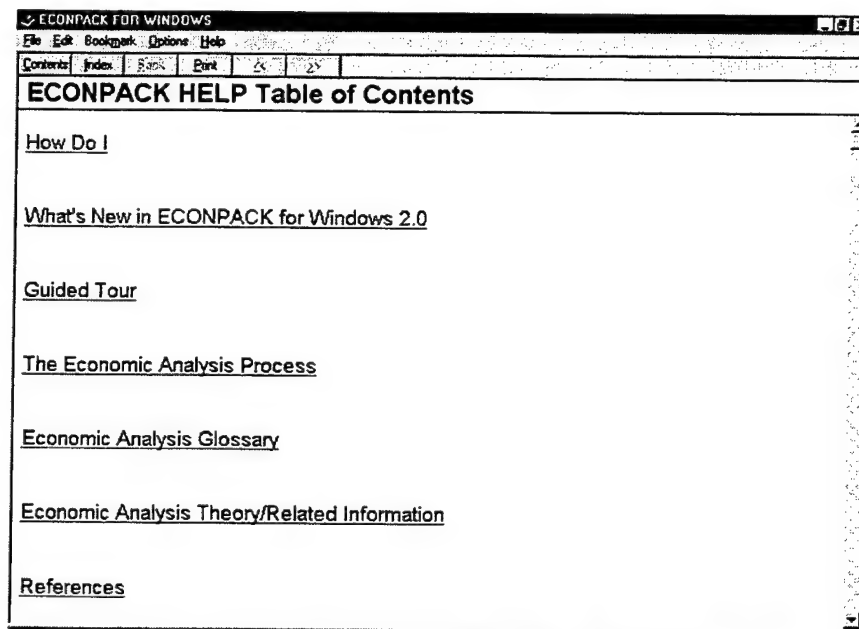 ECONPACK FOR WINDOWS
File Edit Bookmark Options Help
Contents Index Back Print << >>
ECONPACK HELP Table of Contents
How Do I
What's New in ECONPACK for Windows 2.0
Guided Tour
The Economic Analysis Process
Economic Analysis Glossary
Economic Analysis Theory/Related Information
References